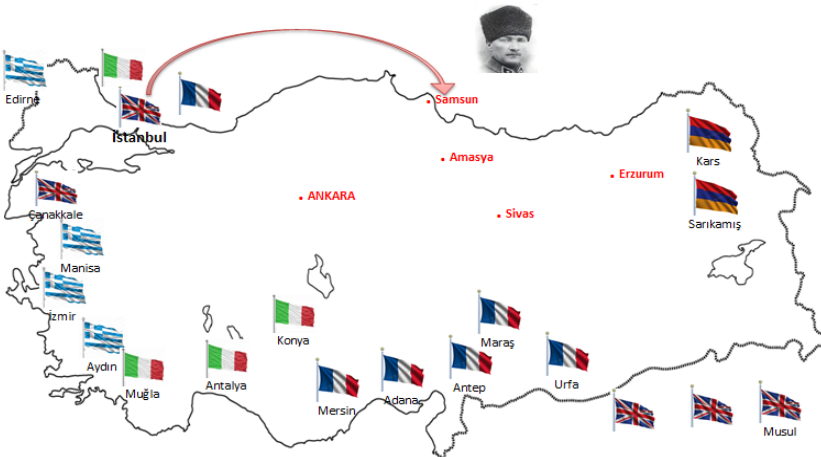 Edirne
İstanbul
Samsun
Amasya
Kars
Erzurum
ANKARA
Sivas
Sarıkamış
Çanakkale
Manisa
İzmir
Konya
Maraş
Aydın
Muğla
Antalya
Mersin
Adana
Antep
Urfa
Musul